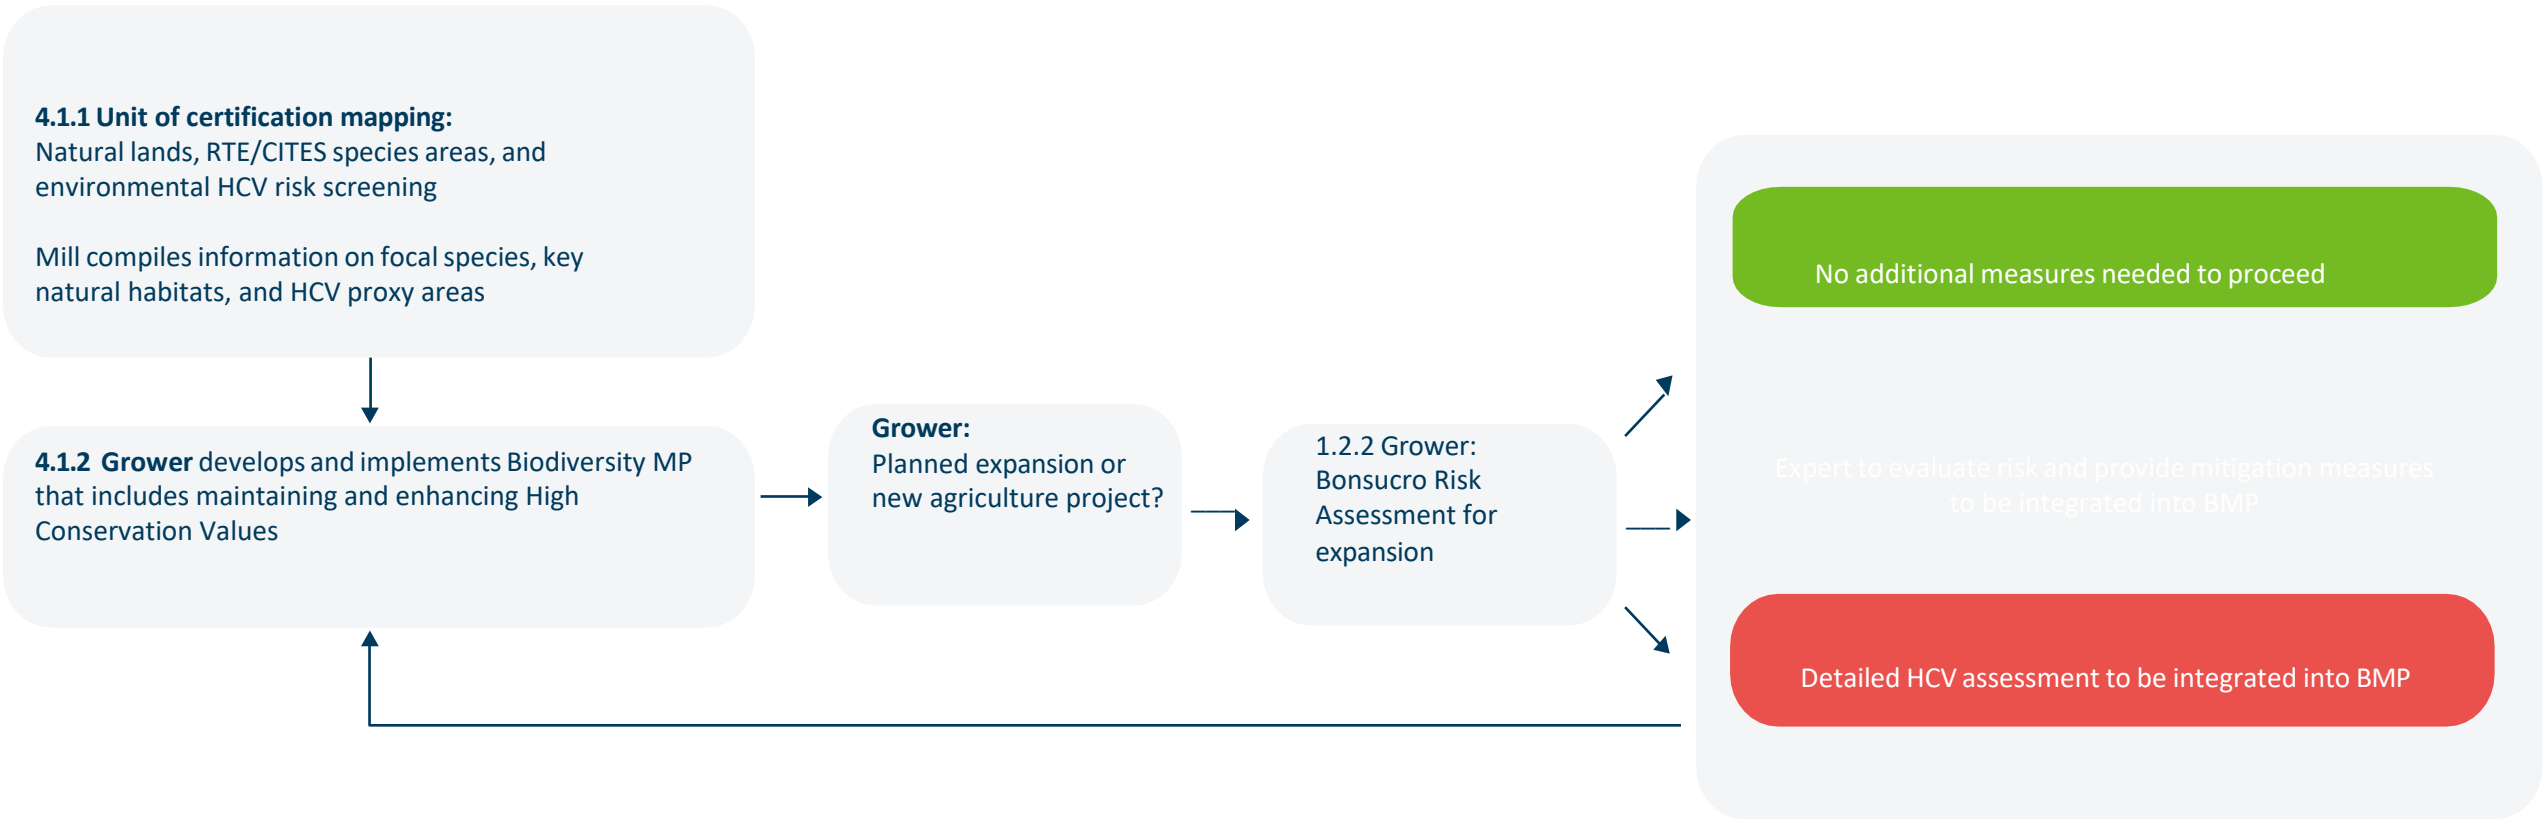 4.1.1 Unit of certification mapping:
Natural lands, RTE/CITES species areas, and
environmental HCV risk screening
Mill compiles information on focal species, key
natural habitats, and HCV proxy areas
4.1.2 Grower develops and implements Biodiversity MP
that includes maintaining and enhancing High
Conservation Values
Grower:
Planned expansion or
new agriculture project?
1.2.2 Grower:
Bonsucro Risk
Assessment for
expansion
No additional measures needed to proceed
Expert to evaluate risk and provide mitigation measures
to be integrated into BMP
Detailed HCV assessment to be integrated into BMP